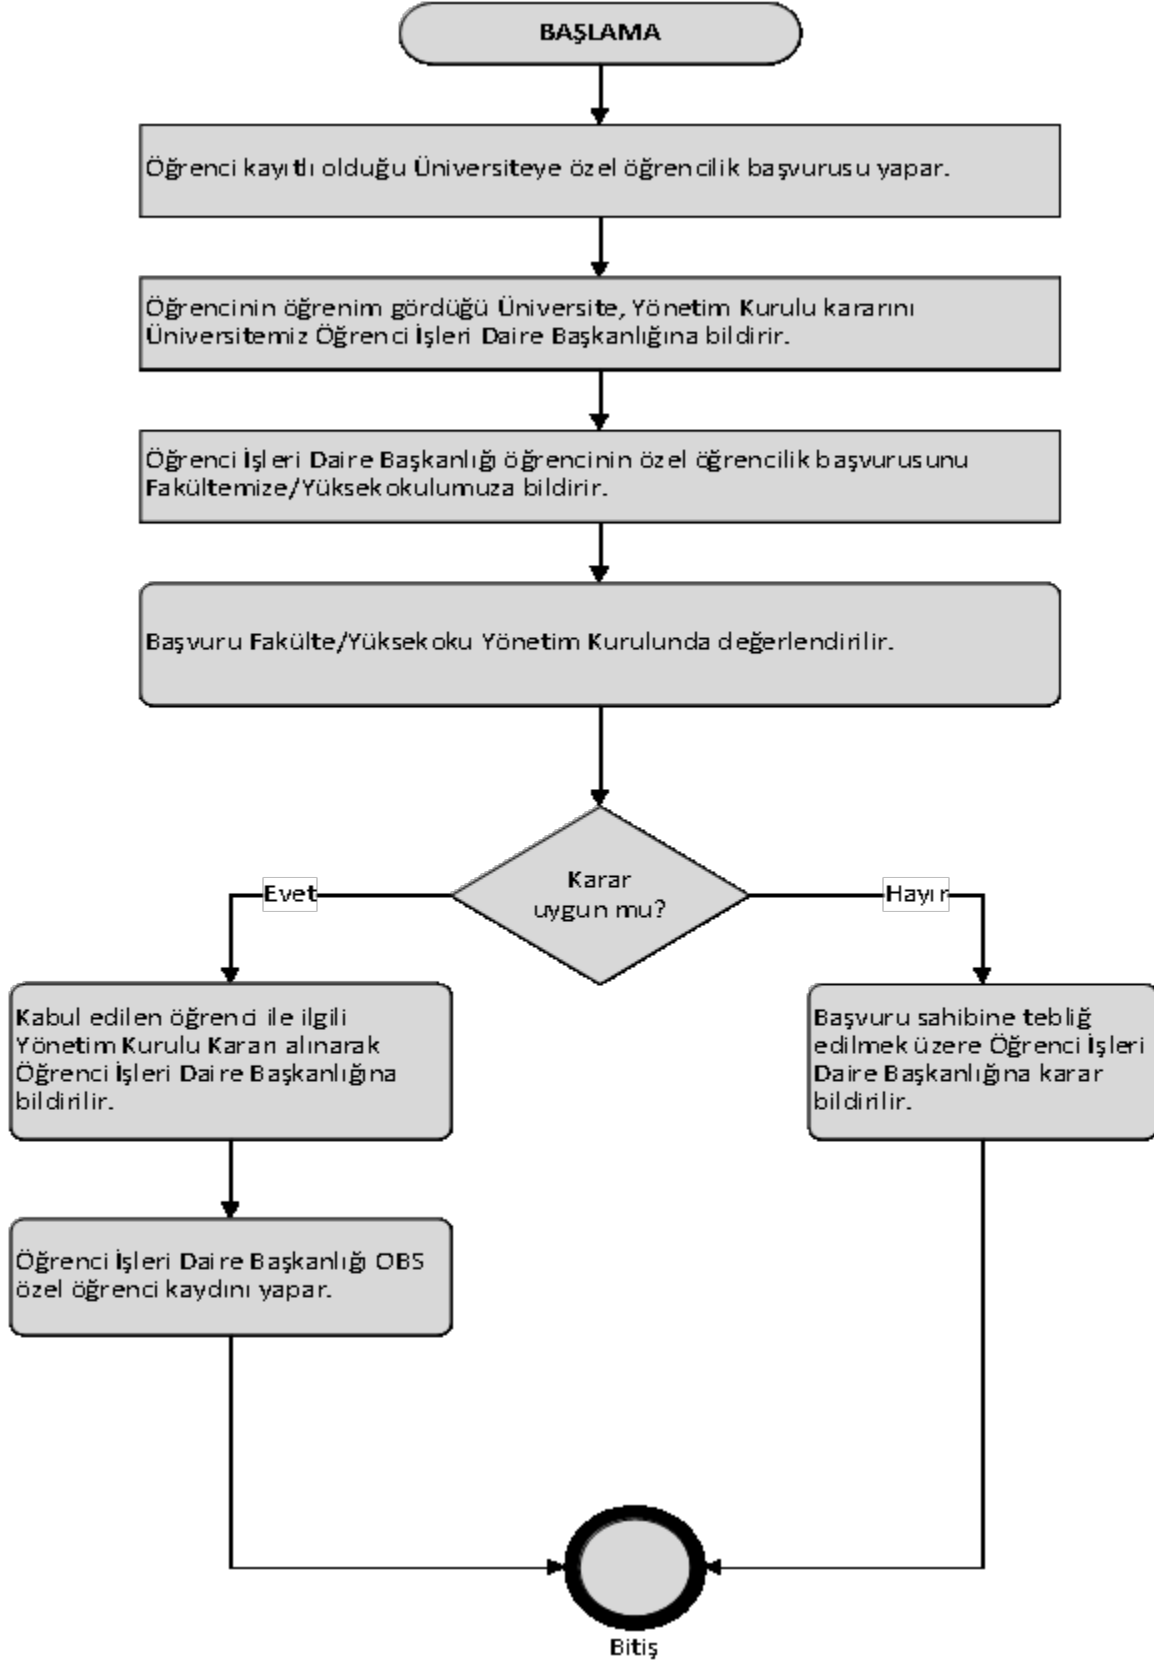 BAŞLAMA
Öğrenci kayıtlı olduğu Üniversiteye özel öğrencilik başvurusu yapar.
Öğrencinin öğrenim gördüğü Üniversite, Yönetim Kurulu kararını
Üniversitemiz Öğrenci İşleri Daire Başkanlığına bildirir.
Öğrenci İşleri Daire Başkanlığı öğrencinin özel öğrencilik başvurusunu
Fakültemize/Yüksekokulumuza bildirir.
Başvuru Fakülte/Yüksekoku Yönetim Kurulunda değerlendirilir.
Karar
uygun mu?
Evet
Hayır
Kabul edilen öğrenci ile ilgili
Yönetim Kurulu Kararı alınarak
Öğrenci İşleri Daire Başkanlığına
bildirilir.
Başvuru sahibine tebliğ
edilmek üzere Öğrenci İşleri
Daire Başkanlığına karar
bildirilir.
Öğrenci İşleri Daire Başkanlığı OBS
özel öğrenci kaydını yapar.
Bitiş